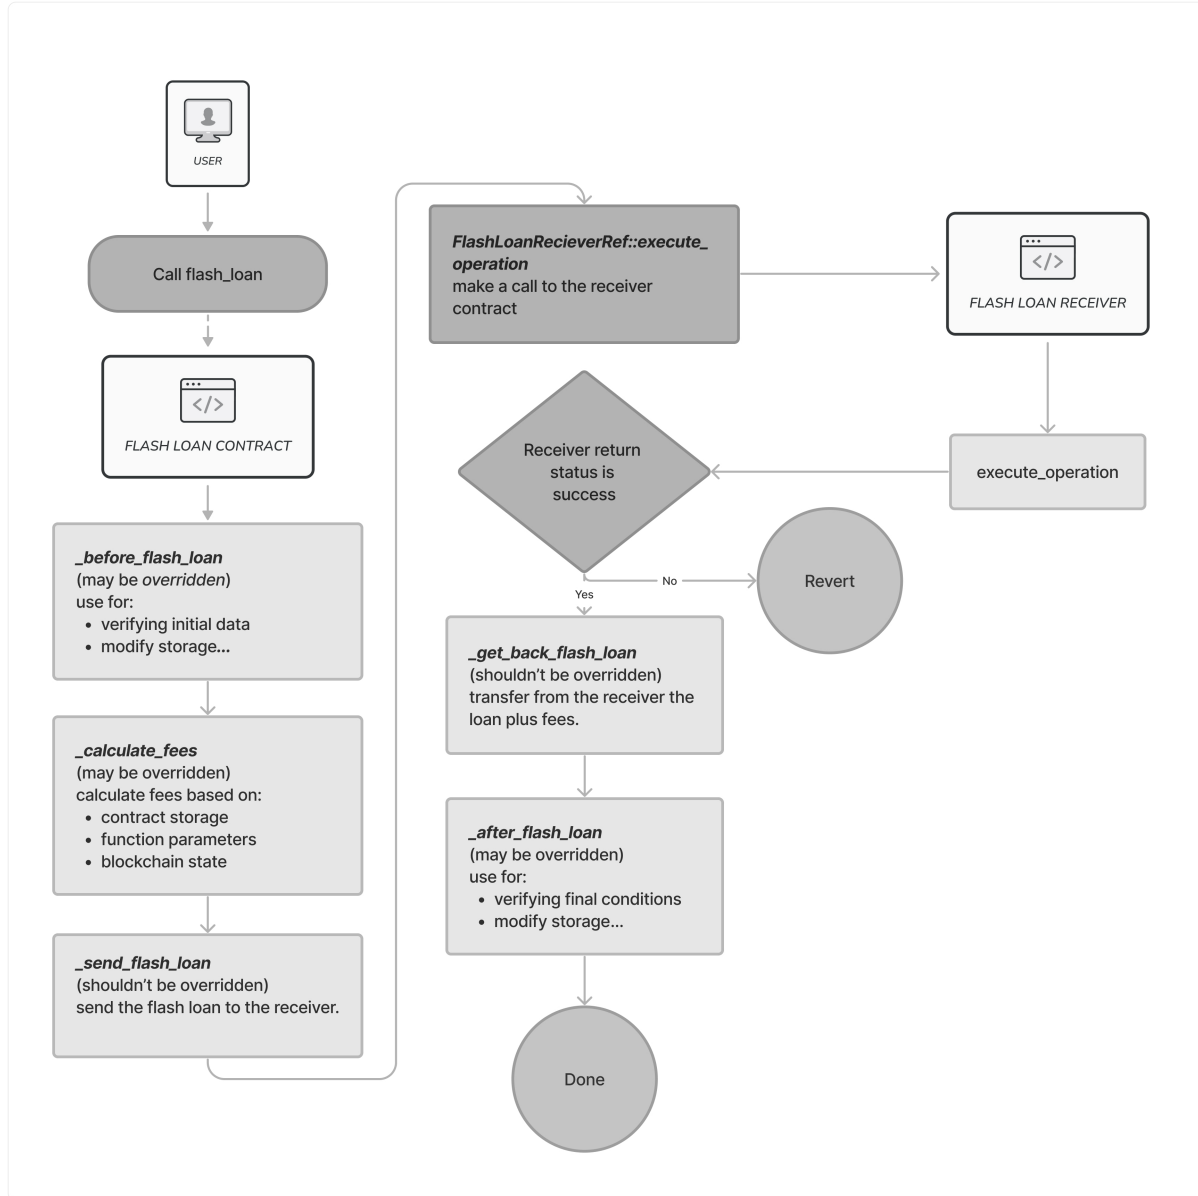 USER
Call flash_loan
</>
FLASH LOAN CONTRACT
_before_flash_loan
(may be overridden)
use for:
• verifying initial data
• modify storage...
_calculate_fees
(may be overridden)
calculate fees based on:
• contract storage
• function parameters
• blockchain state
_send_flash_loan
(shouldn't be overridden)
send the flash loan to the receiver.
FlashLoanRecieverRef::execute_
operation
make a call to the receiver
contract
</>
FLASH LOAN RECEIVER
execute_operation
Receiver return
status is
success
No
Revert
Yes
_get_back_flash_loan
(shouldn't be overridden)
transfer from the receiver the
loan plus fees.
_after_flash_loan
(may be overridden)
use for:
• verifying final conditions
• modify storage...
Done